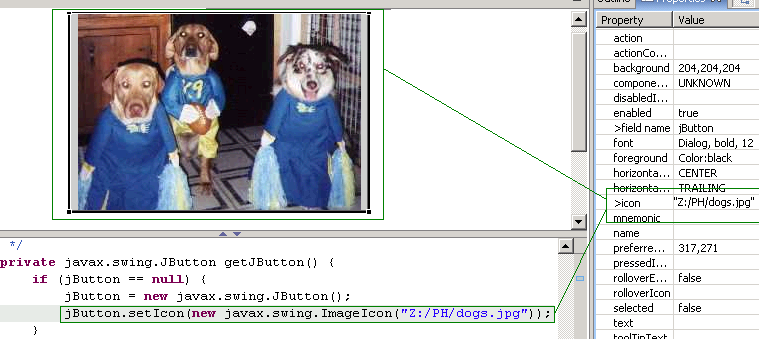 Property Value
action
actionCo...
background 204,204,204
compone... UNKNOWN
disabledI...
enabled true
>field name jButton
font Dialog, bold, 12
foreground Color:black
horizonta... CENTER
horizonta... TRAILING
>icon "Z:/PH/dogs.jpg"
mnemonic
name
preferre... 317,271
pressedI...
rolloverE... false
rolloverIcon
selected false
text
*/
private javax.swing.JButton getJButton() {
if (jButton == null) {
jButton = new javax.swing.JButton();
jButton.setIcon(new javax.swing.ImageIcon("Z:/PH/dogs.jpg"));
}